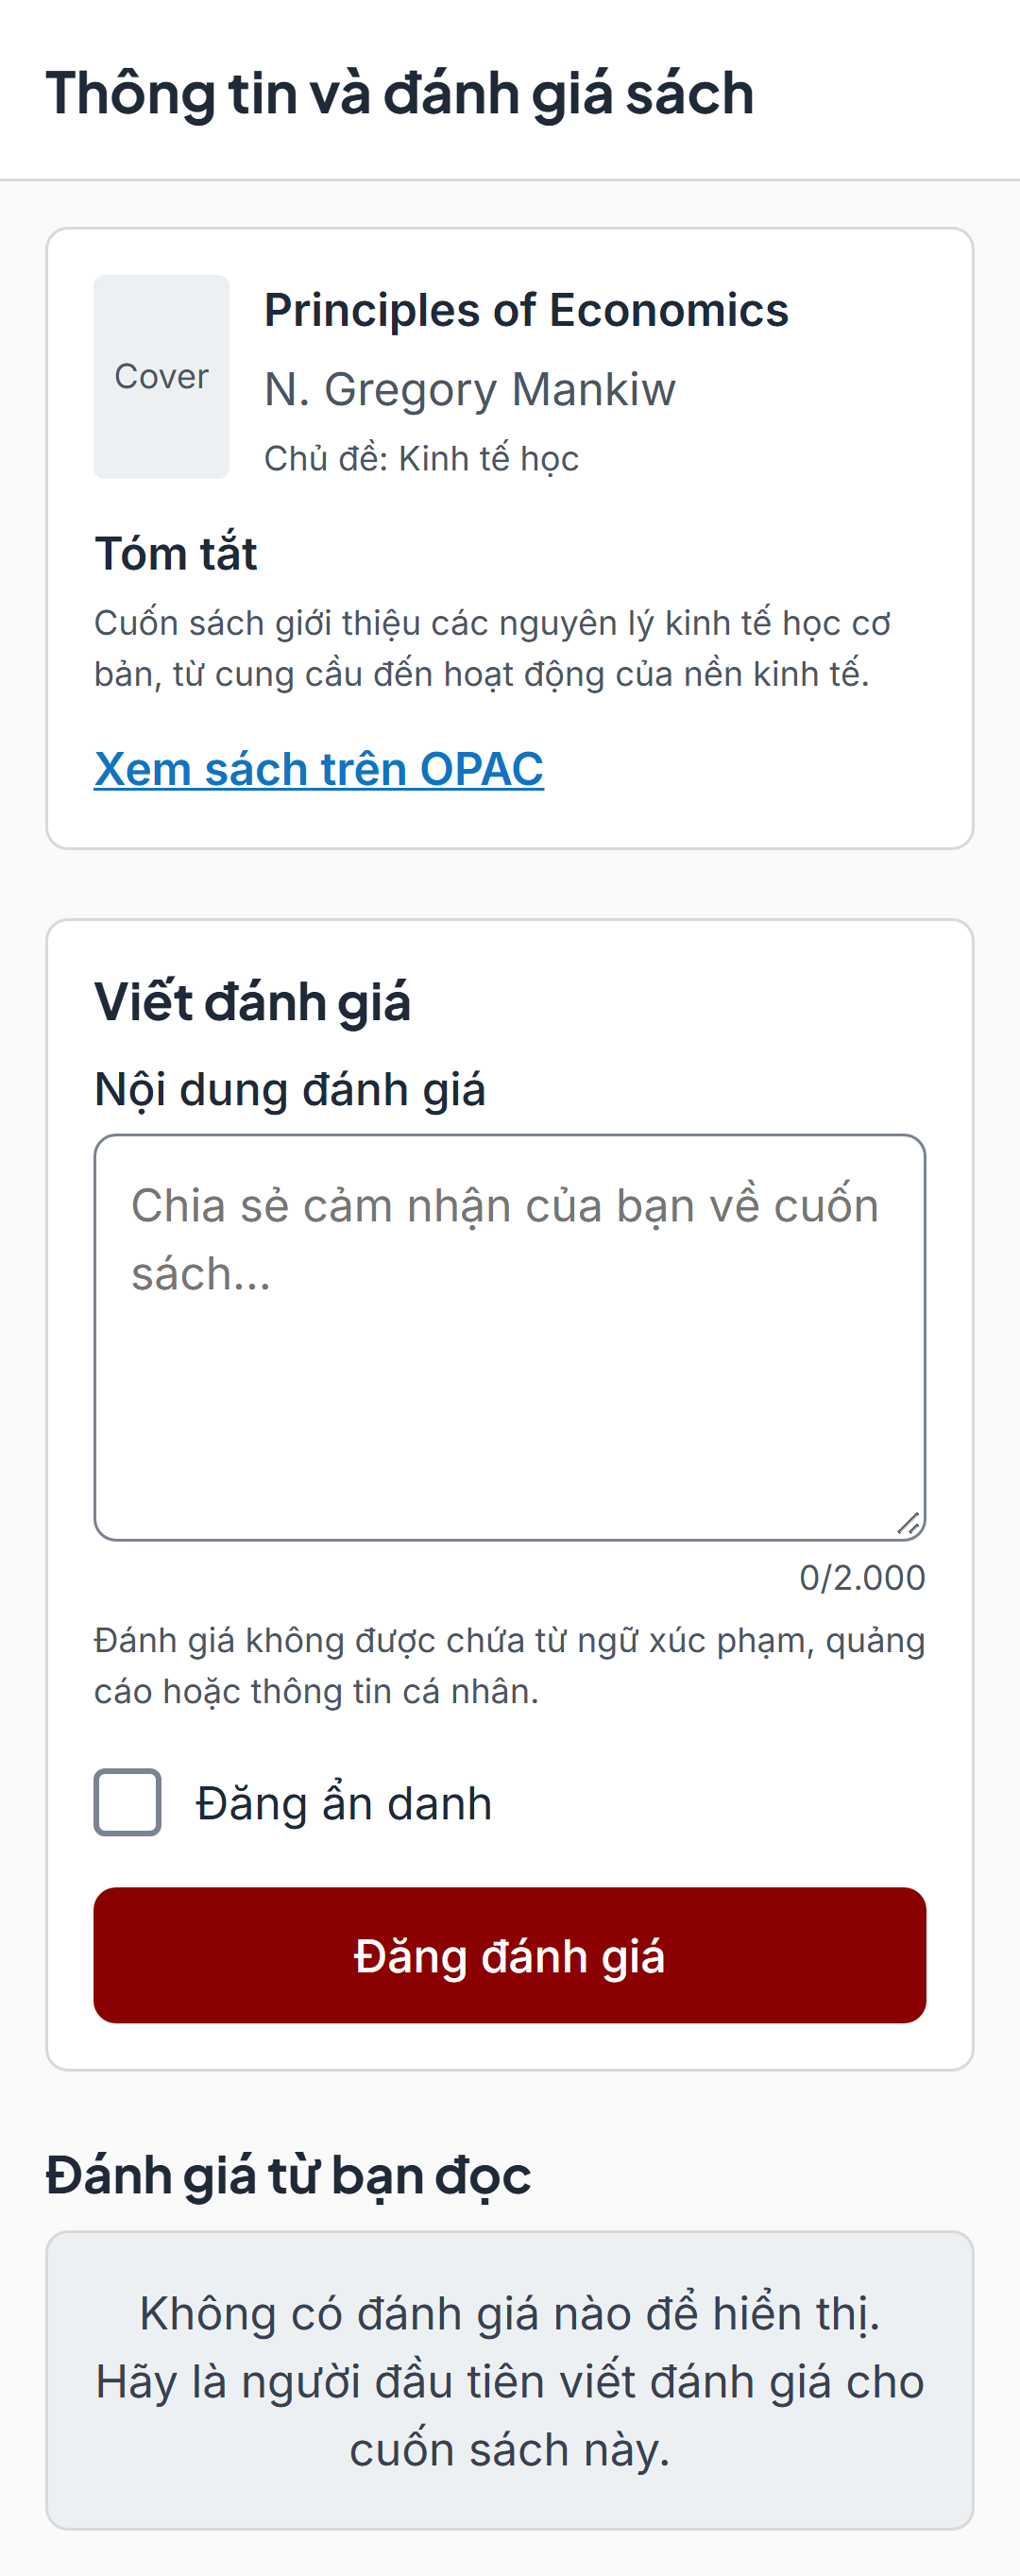 Thông tin và đánh giá sách
Cover
Principles of Economics
N. Gregory Mankiw
Chủ đề: Kinh tế học
Tóm tắt
Cuốn sách giới thiệu các nguyên lý kinh tế học cơ
bản, từ cung cầu đến hoạt động của nền kinh tế.
Xem sách trên OPAC
Viết đánh giá
Nội dung đánh giá
Chia sẻ cảm nhận của bạn về cuốn
sách...
0/2.000
Đánh giá không được chứa từ ngữ xúc phạm, quảng
cáo hoặc thông tin cá nhân.
Đăng ẩn danh
Đăng đánh giá
Đánh giá từ bạn đọc
Không có đánh giá nào để hiển thị.
Hãy là người đầu tiên viết đánh giá cho
cuốn sách này.